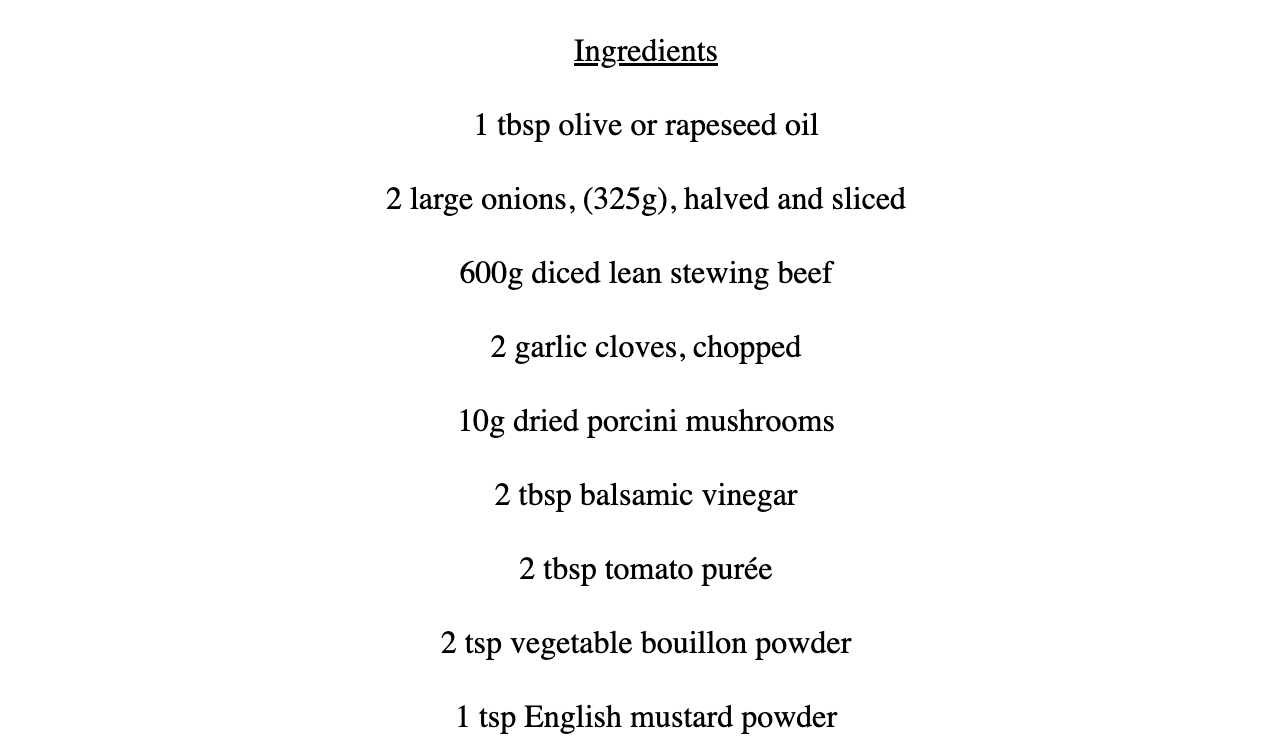 Ingredients
1 tbsp olive or rapeseed oil
2 large onions, (325g), halved and sliced
600g diced lean stewing beef
2 garlic cloves, chopped
10g dried porcini mushrooms
2 tbsp balsamic vinegar
2 tbsp tomato purée
2 tsp vegetable bouillon powder
1 tsp English mustard powder